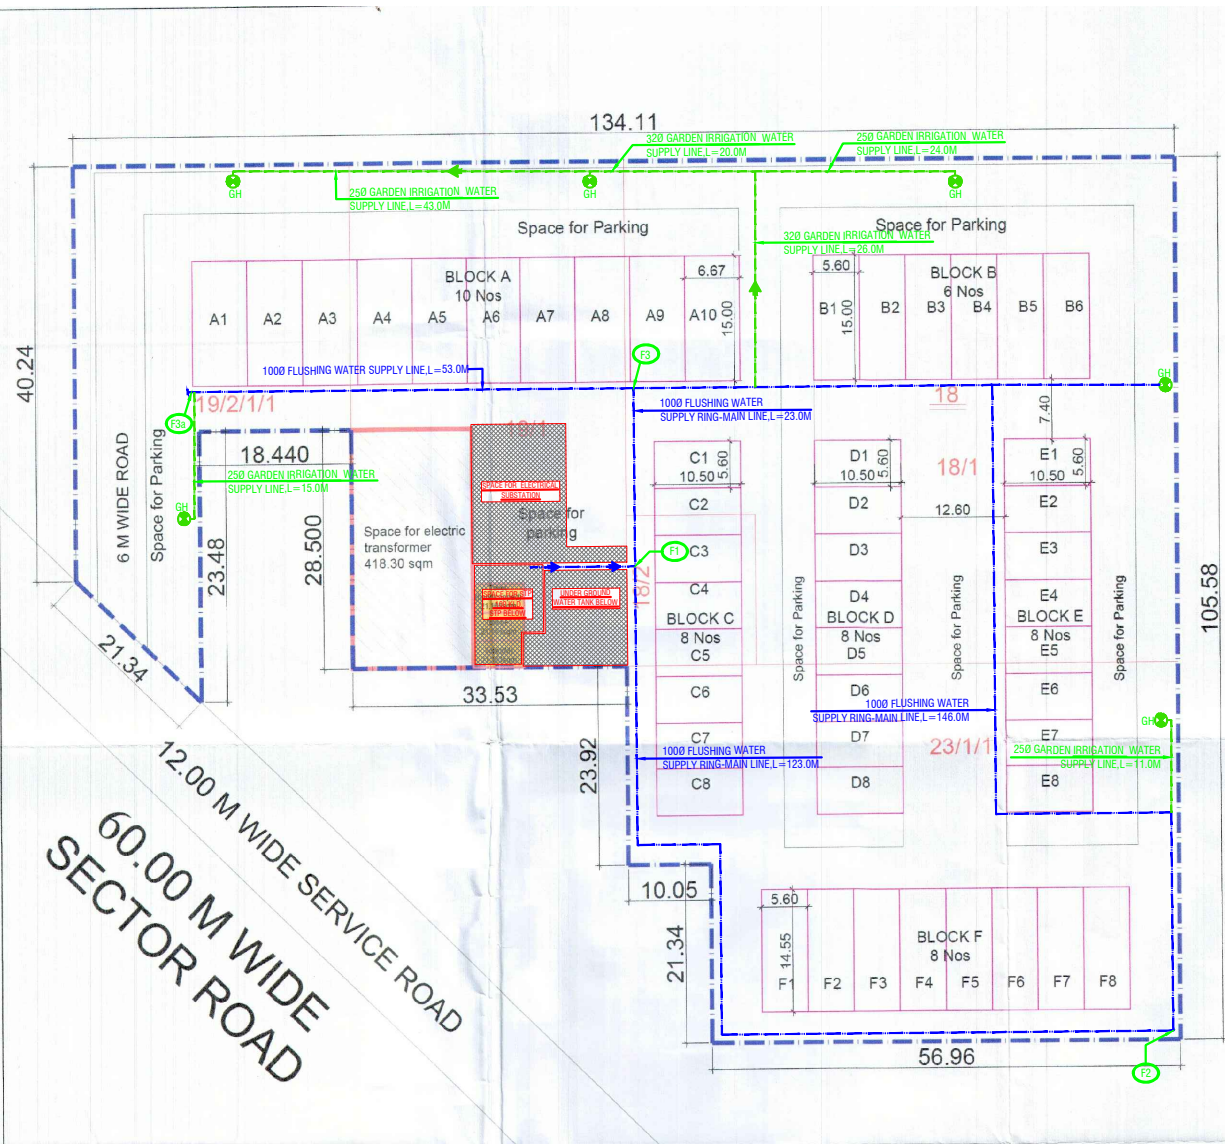 134.11
32Ø GARDEN IRRIGATION WATER
SUPPLY LINE,L=20.0M
25Ø GARDEN IRRIGATION WATER
SUPPLY LINE,L=24.0M
GH
GH
GH
25Ø GARDEN IRRIGATION WATER
SUPPLY LINE,L=43.0M
Space for Parking
Space for Parking
32Ø GARDEN IRRIGATION WATER
SUPPLY LINE,L=26.0M
BLOCK A
10 Nos
6.67
15.00
A1 A2 A3 A4 A5 A6 A7 A8 A9 A10
5.60
15.00
BLOCK B
6 Nos
B1 B2 B3 B4 B5 B6
40.24
F3
100Ø FLUSHING WATER SUPPLY LINE,L=53.0M
GH
19/2/1/1
F3a
100Ø FLUSHING WATER
SUPPLY RING-MAIN LINE,L=23.0M
18
7.40
19/1
18.440
25Ø GARDEN IRRIGATION WATER
SUPPLY LINE,L=15.0M
GH
6 M WIDE ROAD
Space for Parking
23.48
28.500
Space for electric
transformer
418.30 sqm
SPACE FOR ELECTRICAL
SUBSTATION
Space for
parking
UNDER GROUND
WATER TANK BELOW
F1
18/2
C1
10.50
5.60
C2
C3
C4
BLOCK C
8 Nos
C5
C6
C7
C8
D1
10.50
5.60
D2
D3
D4
BLOCK D
8 Nos
D5
D6
D7
D8
18/1
12.60
E1
10.50
5.60
E2
E3
E4
BLOCK E
8 Nos
E5
E6
E7
E8
Space for Parking
Space for Parking
Space for Parking
105.58
21.34
33.53
100Ø FLUSHING WATER
SUPPLY RING-MAIN LINE,L=146.0M
GH
23/1/1
25Ø GARDEN IRRIGATION WATER
SUPPLY LINE,L=11.0M
100Ø FLUSHING WATER
SUPPLY RING-MAIN LINE,L=123.0M
23.92
12.00 M WIDE SERVICE ROAD
60.00 M WIDE
SECTOR ROAD
10.05
21.34
5.60
14.55
BLOCK F
8 Nos
F1 F2 F3 F4 F5 F6 F7 F8
56.96
F2